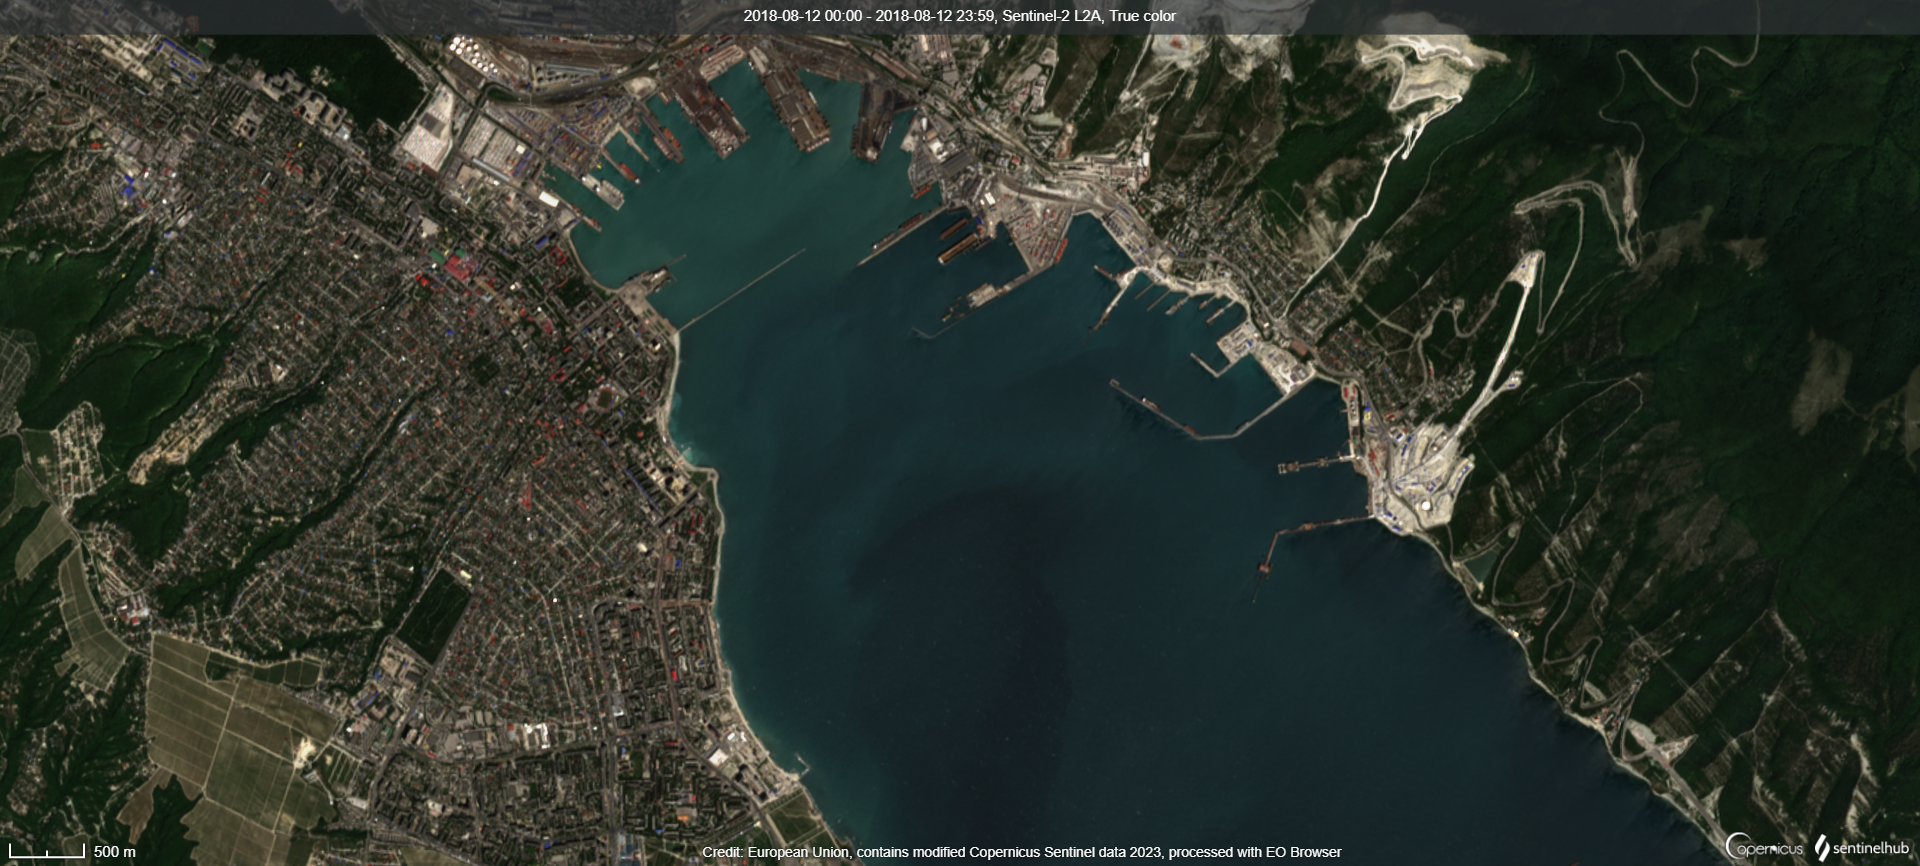 2018-08-12 00:00 - 2018-08-12 23:59, Sentinel-2 L2A, True color
500 m
Credit: European Union, contains modified Copernicus Sentinel data 2023, processed with EO Browser
Copernicus
sentinelhub